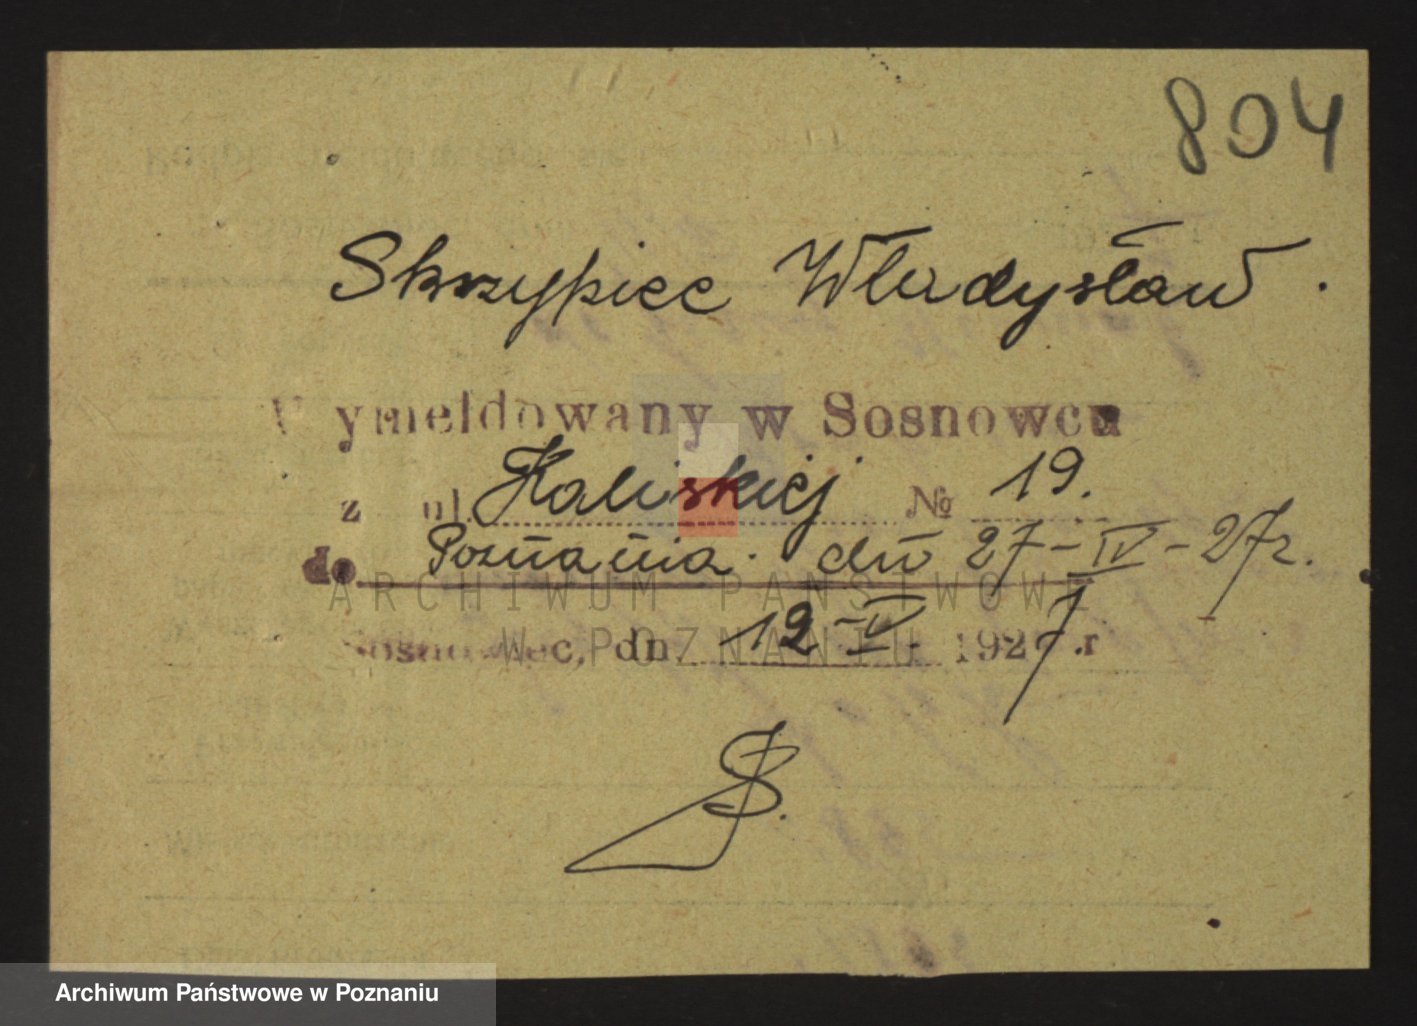 804
Skrzypiec Władysław.
Wymeldowany w Sosnowcu
z ul. Kaliskiej № 19.
do Poznania. dń 27-IV-27r.
Sosnowiec, dn. 12-V-1927 r
S.
ARCHIWUM PAŃSTWOWE
W POZNANIU
Archiwum Państwowe w Poznaniu